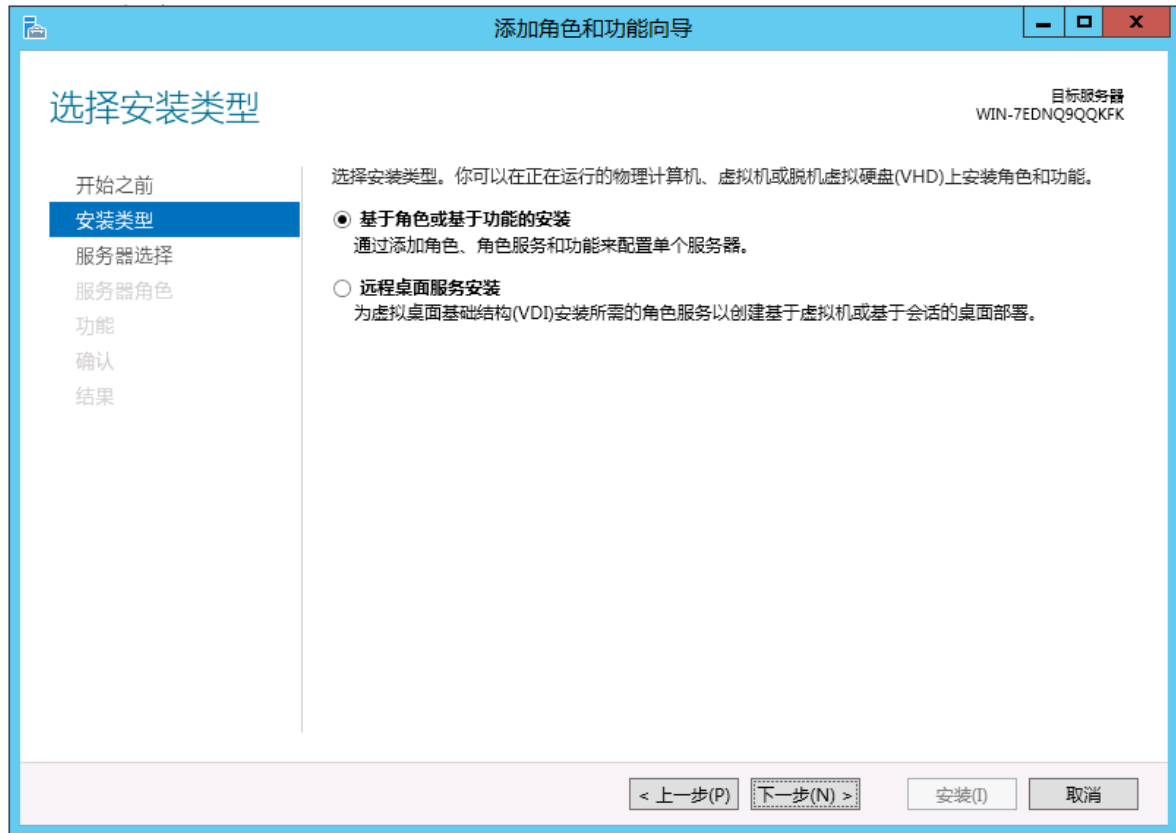 添加角色和功能向导
选择安装类型
目标服务器
WIN-7EDNQ9QQKFK
开始之前
安装类型
服务器选择
服务器角色
功能
确认
结果
选择安装类型。你可以在正在运行的物理计算机、虚拟机或脱机虚拟硬盘(VHD)上安装角色和功能。
基于角色或基于功能的安装
通过添加角色、角色服务和功能来配置单个服务器。
远程桌面服务安装
为虚拟桌面基础结构(VDI)安装所需的角色服务以创建基于虚拟机或基于会话的桌面部署。
< 上一步(P) 下一步(N) > 安装(I) 取消